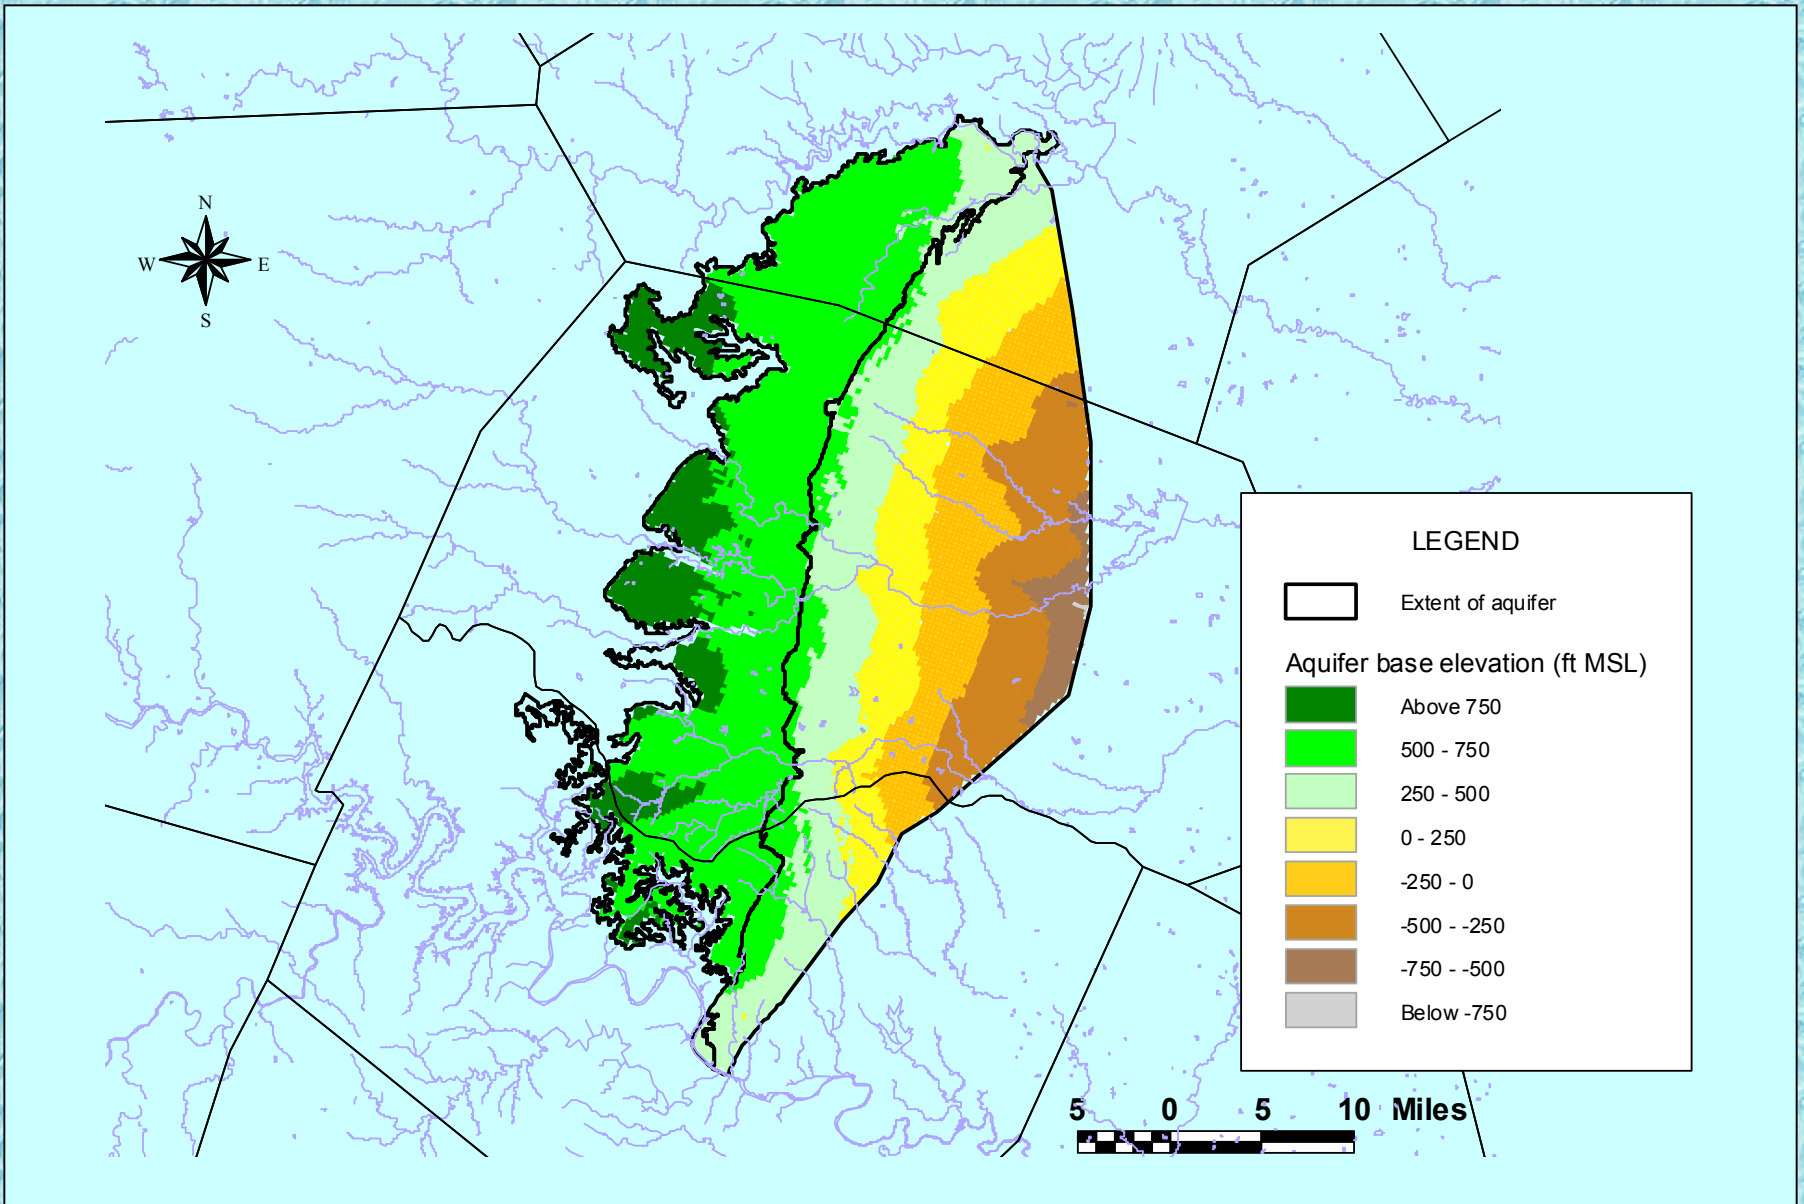 N
W E
S
LEGEND
Extent of aquifer
Aquifer base elevation (ft MSL)
Above 750
500 - 750
250 - 500
0 - 250
-250 - 0
-500 - -250
-750 - -500
Below -750
5 0 5 10 Miles